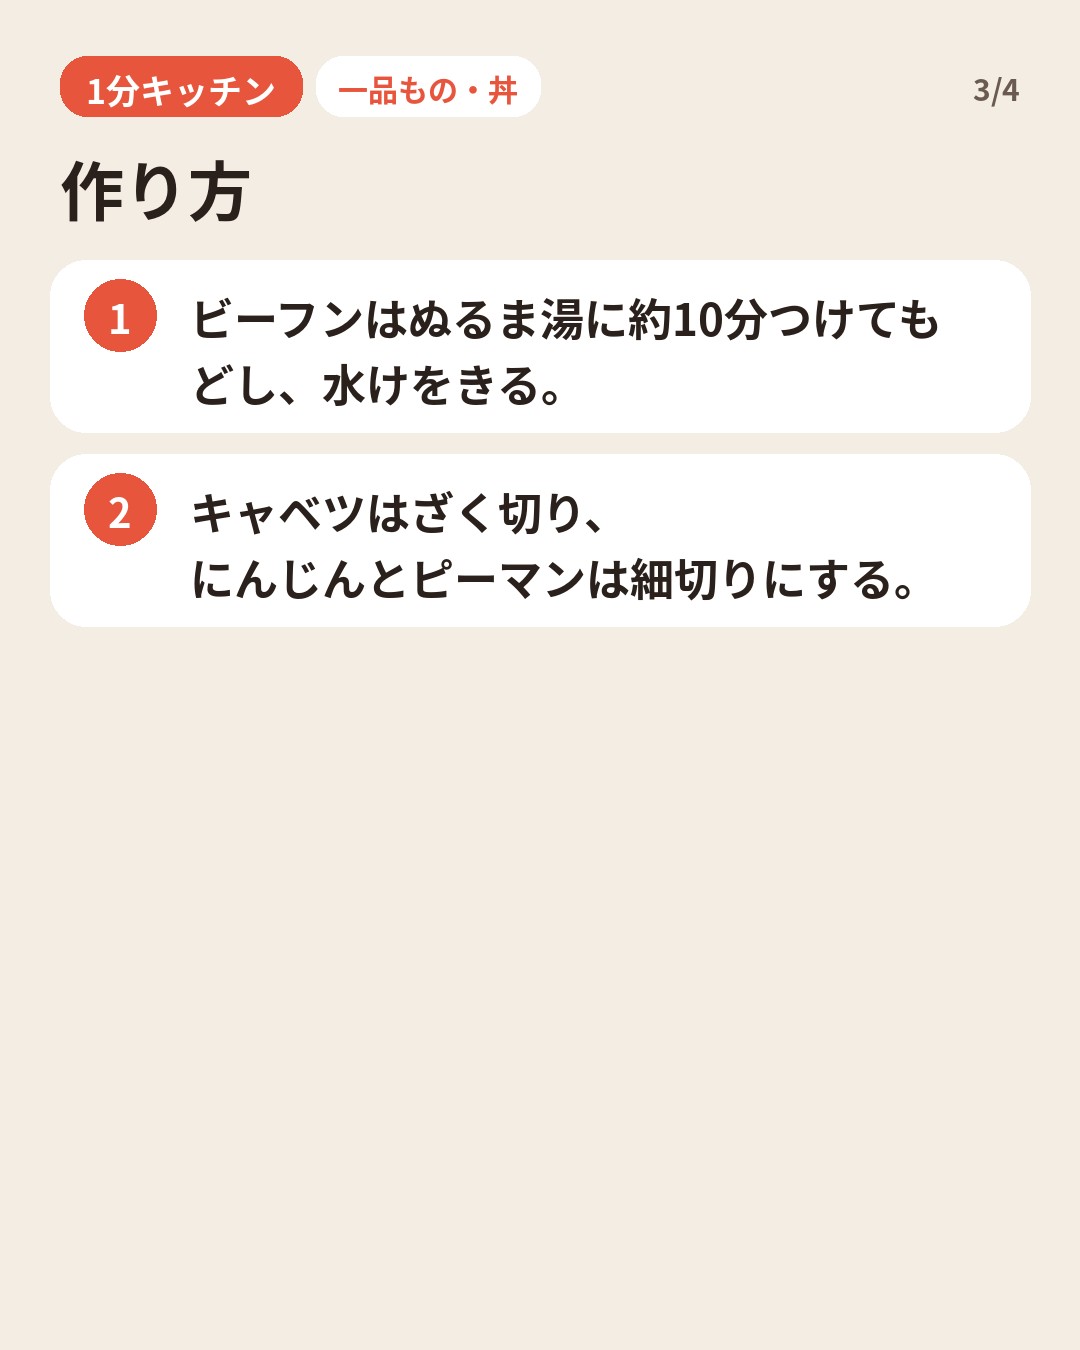 1分キッチン
一品もの・丼
3/4
作り方
1
ビーフンはぬるま湯に約10分つけても
どし、水けをきる。
2
キャベツはざく切り、
にんじんとピーマンは細切りにする。